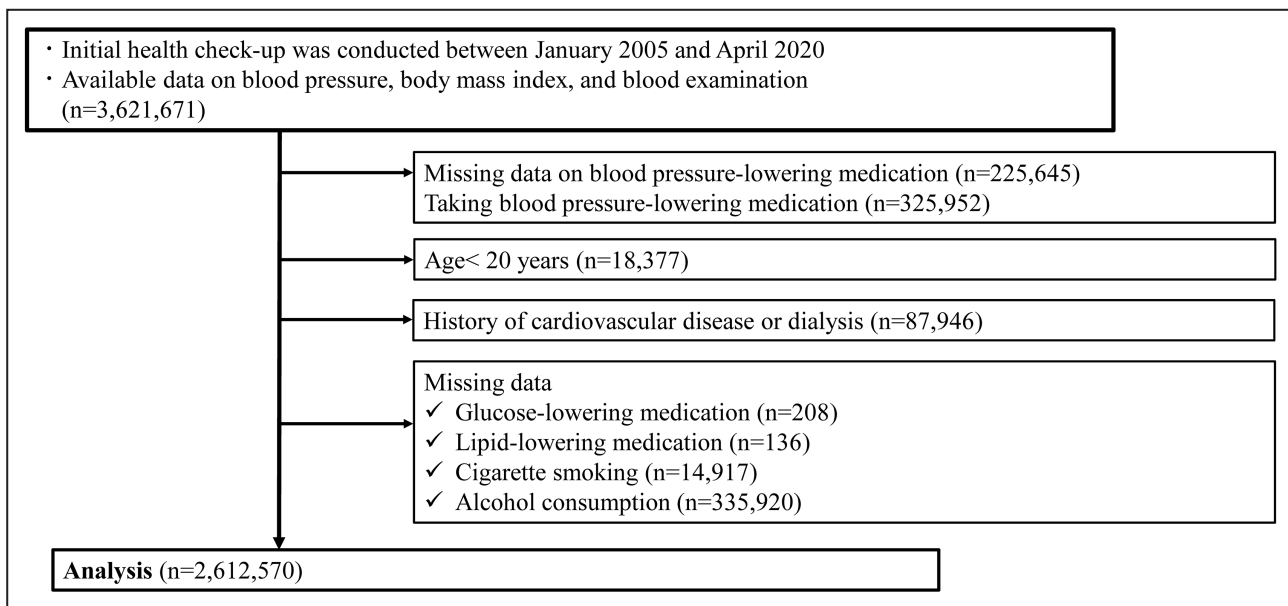 ・Initial health check-up was conducted between January 2005 and April 2020
・Available data on blood pressure, body mass index, and blood examination
(n=3,621,671)
Missing data on blood pressure-lowering medication (n=225,645)
Taking blood pressure-lowering medication (n=325,952)
Age< 20 years (n=18,377)
History of cardiovascular disease or dialysis (n=87,946)
Missing data
✓ Glucose-lowering medication (n=208)
✓ Lipid-lowering medication (n=136)
✓ Cigarette smoking (n=14,917)
✓ Alcohol consumption (n=335,920)
Analysis (n=2,612,570)